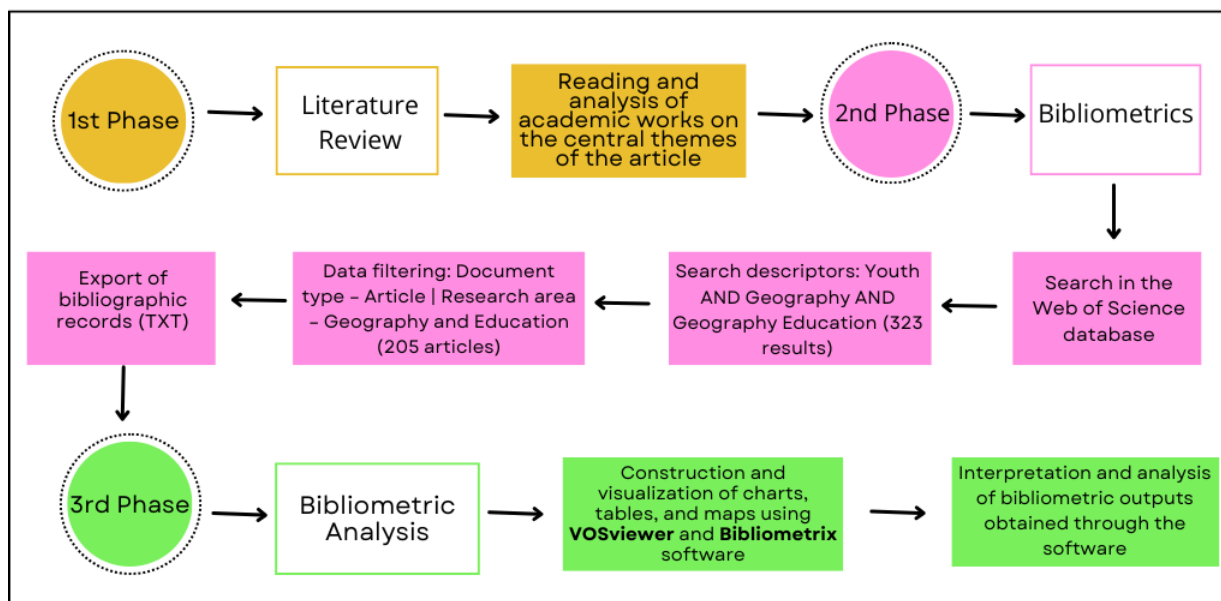 1st Phase
Literature
Review
Reading and
analysis of
academic works on
the central themes
of the article
2nd Phase
Bibliometrics
Search in the
Web of Science
database
Search descriptors: Youth
AND Geography AND
Geography Education (323
results)
Data filtering: Document
type – Article | Research area
– Geography and Education
(205 articles)
Export of
bibliographic
records (TXT)
3rd Phase
Bibliometric
Analysis
Construction and
visualization of charts,
tables, and maps using
VOSviewer and Bibliometrix
software
Interpretation and analysis
of bibliometric outputs
obtained through the
software